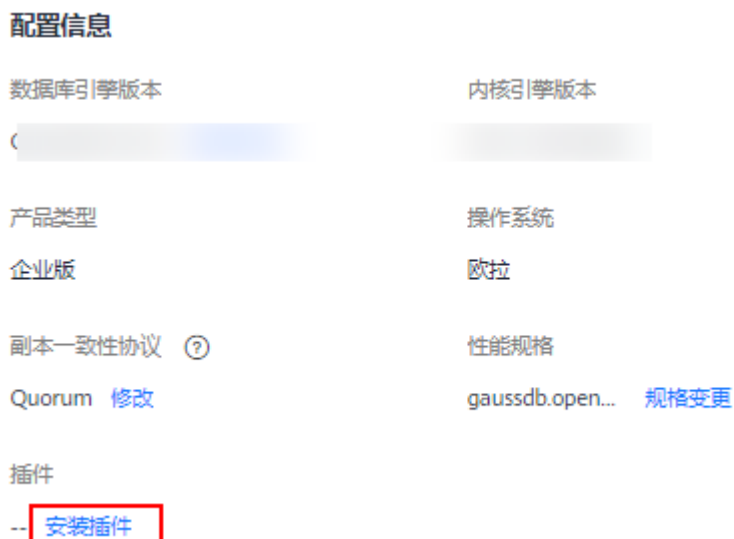 配置信息
数据库引擎版本 内核引擎版本
产品类型 操作系统
企业版 欧拉
副本一致性协议 ? 性能规格
Quorum 修改 gaussdb.open... 规格变更
插件
-- 安装插件